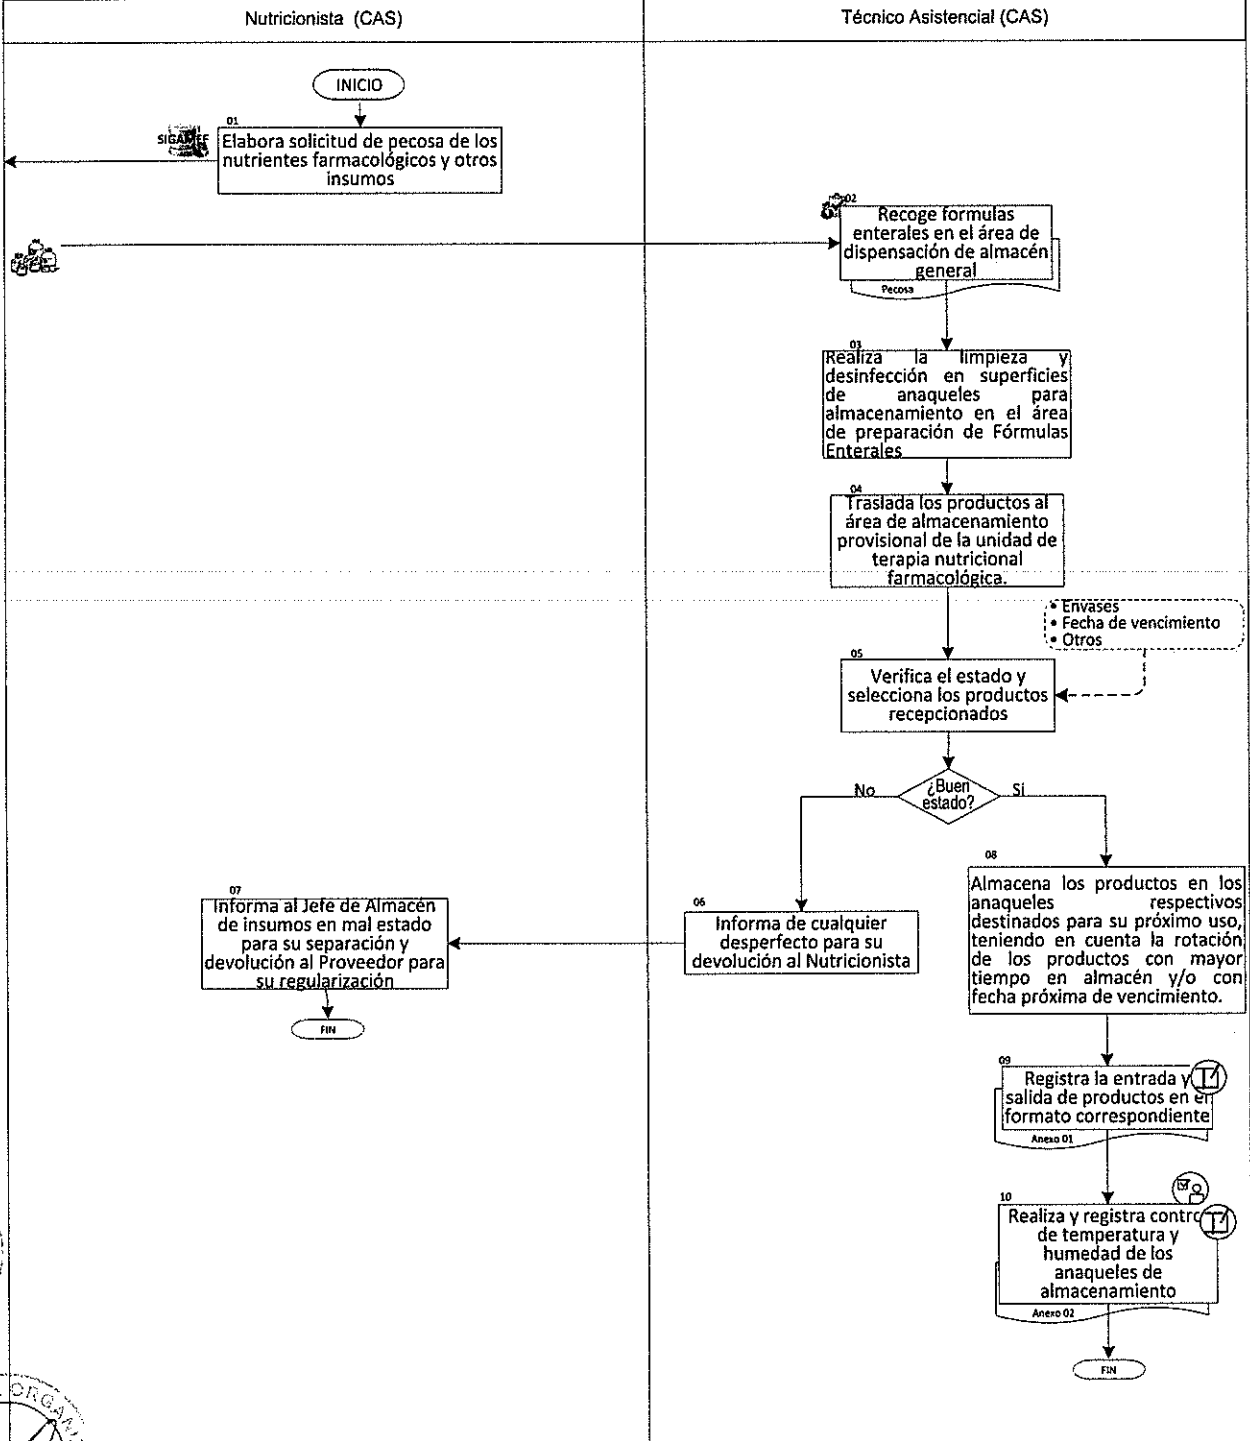 Nutricionista (CAS)
Técnico Asistencial (CAS)
INICIO
01
Elabora solicitud de pecosa de los
nutrientes farmacológicos y otros
insumos
02
Recoge formulas
enterales en el área de
dispensación de almacén
general
Pecosa
03
Realiza la limpieza y
desinfección en superficies
de anaqueles para
almacenamiento en el área
de preparación de Fórmulas
Enterales
04
Traslada los productos al
área de almacenamiento
provisional de la unidad de
terapia nutricional
farmacológica.
• Envases
• Fecha de vencimiento
• Otros
05
Verifica el estado y
selecciona los productos
recepcionados
¿Buen
estado?
No
Si
06
Informa de cualquier
desperfecto para su
devolución al Nutricionista
07
Informa al Jefe de Almacén
de insumos en mal estado
para su separación y
devolución al Proveedor para
su regularización
FIN
08
Almacena los productos en los
anaqueles respectivos
destinados para su próximo uso,
teniendo en cuenta la rotación
de los productos con mayor
tiempo en almacén y/o con
fecha próxima de vencimiento.
09
Registra la entrada y
salida de productos en el
formato correspondiente
Anexo 01
10
Realiza y registra contro
de temperatura y
humedad de los
anaqueles de
almacenamiento
Anexo 02
FIN